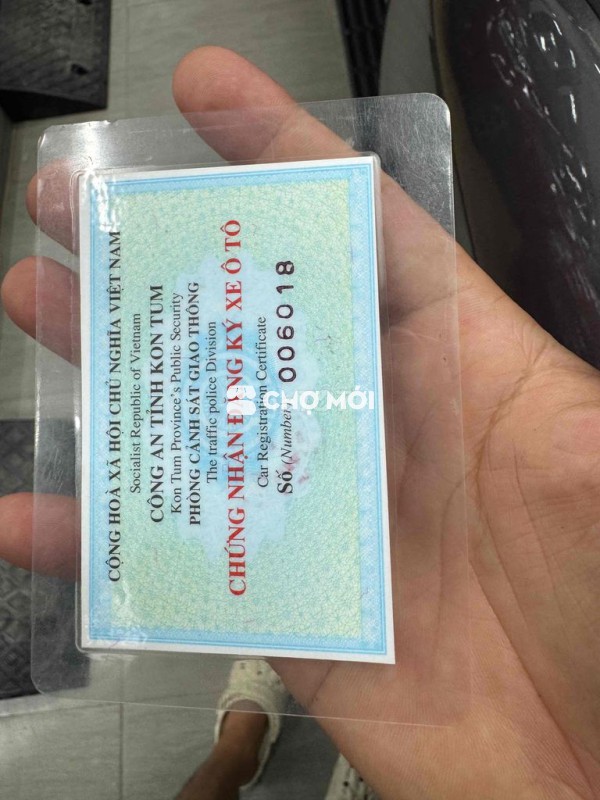 CỘNG HOÀ XÃ HỘI CHỦ NGHĨA VIỆT NAM
Socialist Republic of Vietnam
CÔNG AN TỈNH KON TUM
Kon Tum Province's Public Security
PHÒNG CẢNH SÁT GIAO THÔNG
The traffic police Division
CHỨNG NHẬN ĐĂNG KÝ XE Ô TÔ
Car Registration Certificate
Số (Number) 006018
CHỢ MỚI